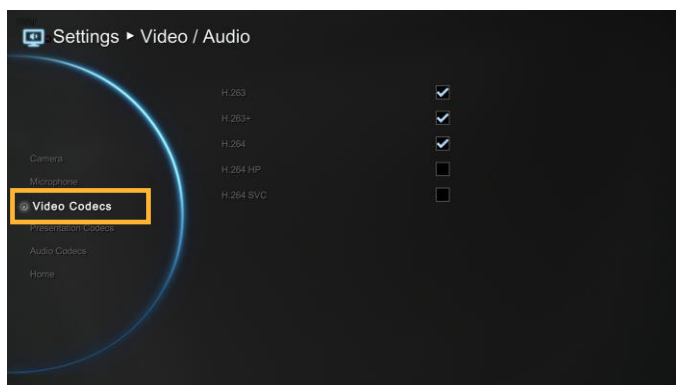 Settings ▸ Video / Audio
H.263
H.263+
H.264
H.264 HP
H.264 SVC
Camera
Microphone
Video Codecs
Presentation Codecs
Audio Codecs
Home